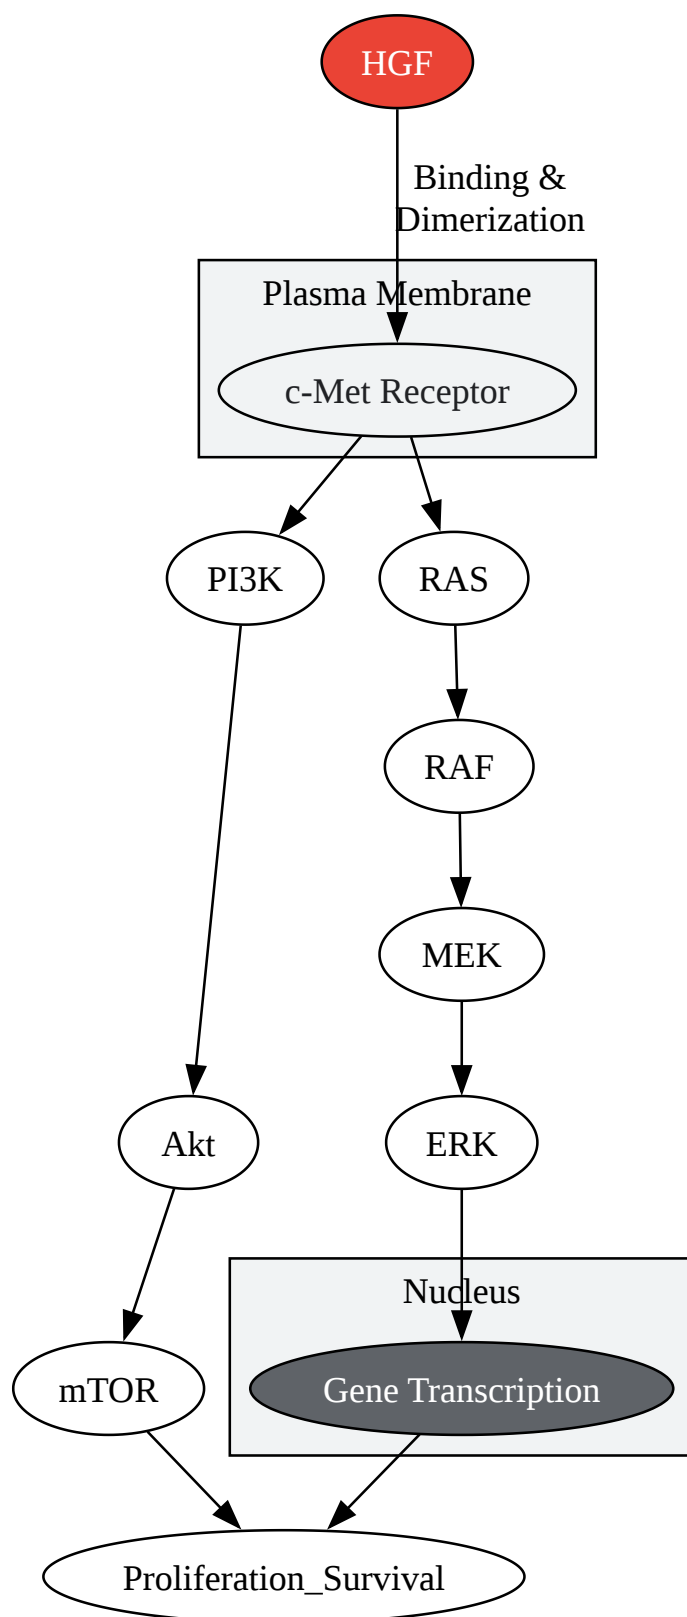 HGF
Binding &
Dimerization
Plasma Membrane
c-Met Receptor
PI3K
RAS
RAF
MEK
Akt
ERK
Nucleus
mTOR
Gene Transcription
Proliferation_Survival